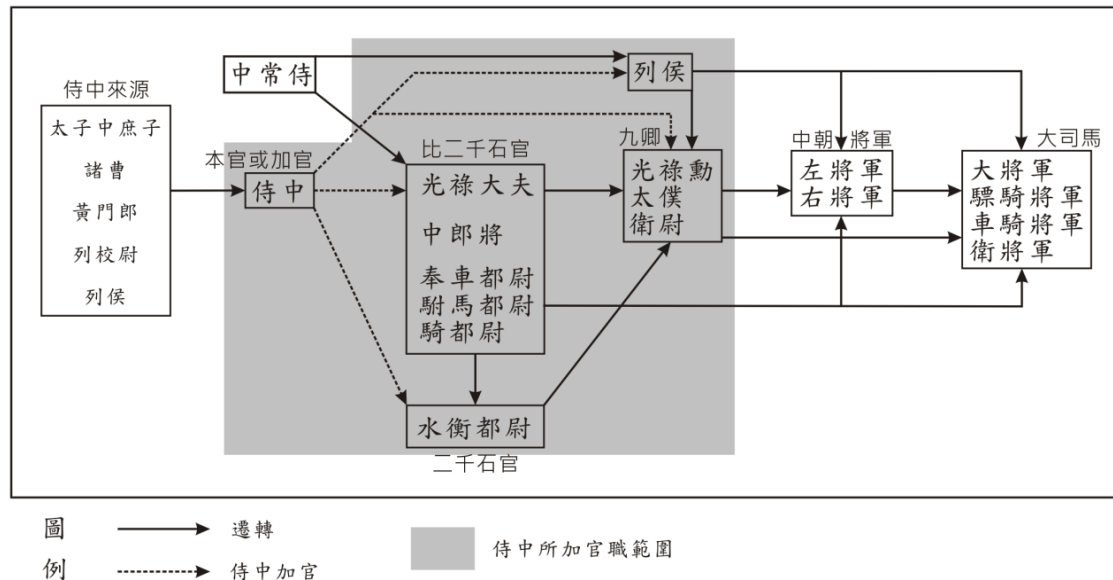 侍中來源
太子中庶子
諸曹
黃門郎
列校尉
列侯
本官或加官
侍中
中常侍
比二千石官
光祿大夫
中郎將
奉車都尉
駙馬都尉
騎都尉
水衡都尉
二千石官
列侯
九卿
光祿勳
太僕
衛尉
中朝將軍
左將軍
右將軍
大司馬
大將軍
驃騎將軍
車騎將軍
衛將軍
圖例
遷轉
侍中加官
侍中所加官職範圍